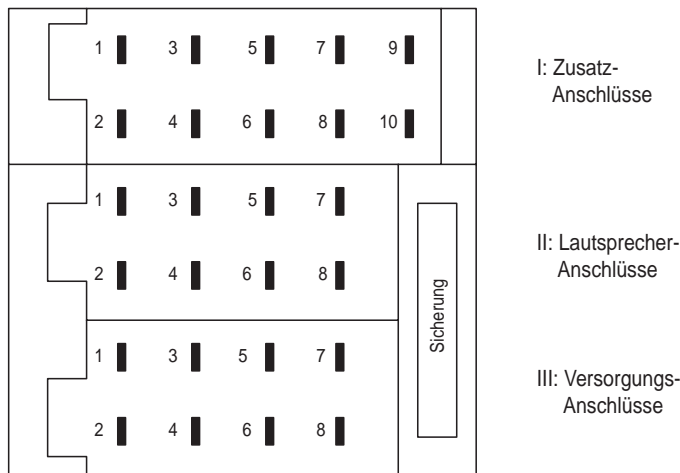 1 3 5 7 9
2 4 6 8 10
I: Zusatz-
Anschlüsse
1 3 5 7
2 4 6 8
II: Lautsprecher-
Anschlüsse
Sicherung
1 3 5 7
2 4 6 8
III: Versorgungs-
Anschlüsse